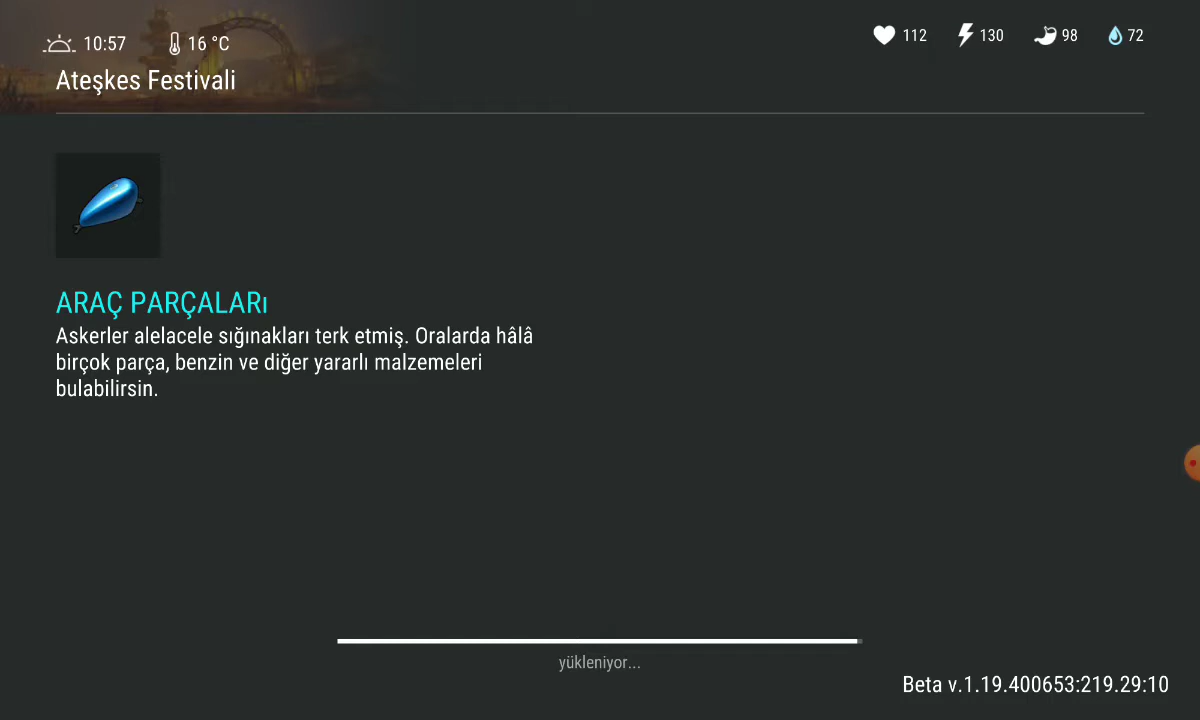 10:57 16 °C 112 130 98 72
Ateşkes Festivali
ARAÇ PARÇALARı
Askerler alelacele sığınakları terk etmiş. Oralarda hâlâ
birçok parça, benzin ve diğer yararlı malzemeleri
bulabilirsin.
yükleniyor...
Beta v.1.19.400653:219.29:10